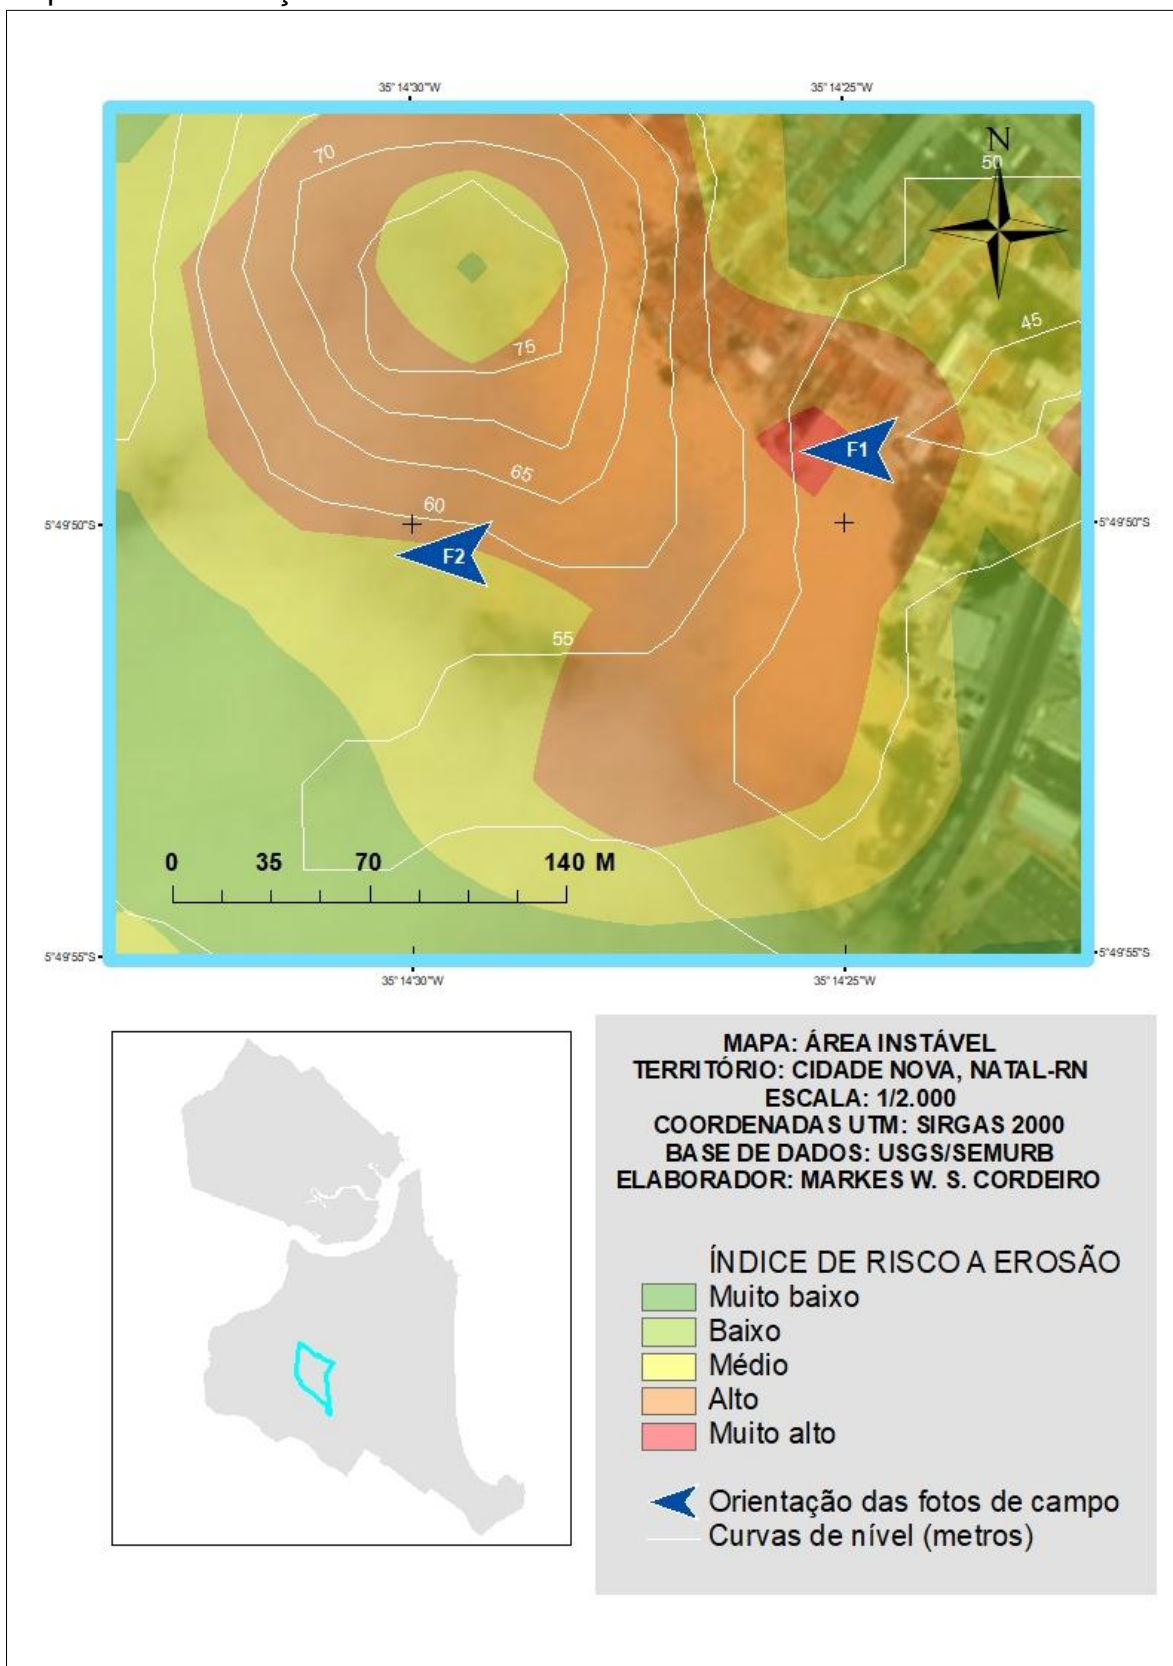 35°14'30"W
35°14'25"W
N
50
70
45
75
F1
65
60
5°49'50"S
5°49'50"S
F2
55
0 35 70 140 M
5°49'55"S
5°49'55"S
35°14'30"W
35°14'25"W
MAPA: ÁREA INSTÁVEL
TERRITÓRIO: CIDADE NOVA, NATAL-RN
ESCALA: 1/2.000
COORDENADAS UTM: SIRGAS 2000
BASE DE DADOS: USGS/SEMURB
ELABORADOR: MARKES W. S. CORDEIRO
ÍNDICE DE RISCO A EROSÃO
Muito baixo
Baixo
Médio
Alto
Muito alto
Orientação das fotos de campo
Curvas de nível (metros)